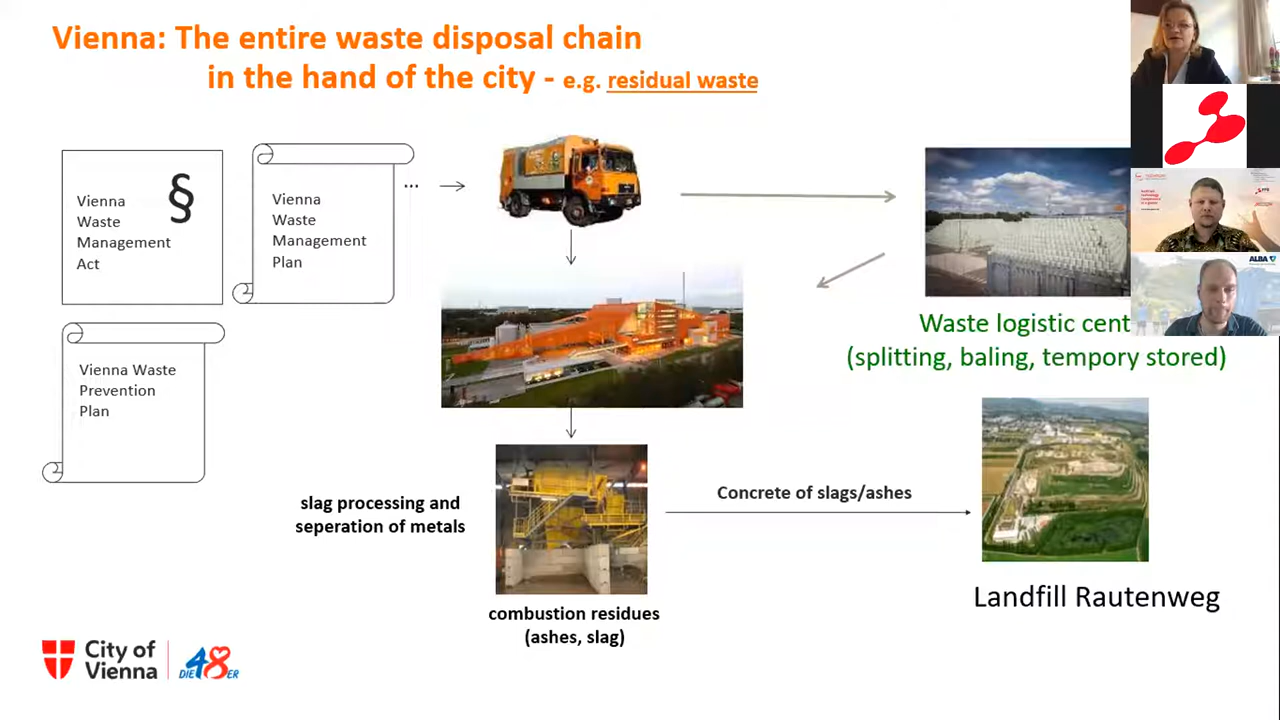 Vienna: The entire waste disposal chain
in the hand of the city - e.g. residual waste
Vienna
Waste
Management
Act
§
Vienna
Waste
Management
Plan
...
Vienna Waste
Prevention
Plan
Waste logistic cent
(splitting, baling, tempory stored)
slag processing and
seperation of metals
Concrete of slags/ashes
combustion residues
(ashes, slag)
Landfill Rautenweg
City of
Vienna
DIE 48ER
ALBA